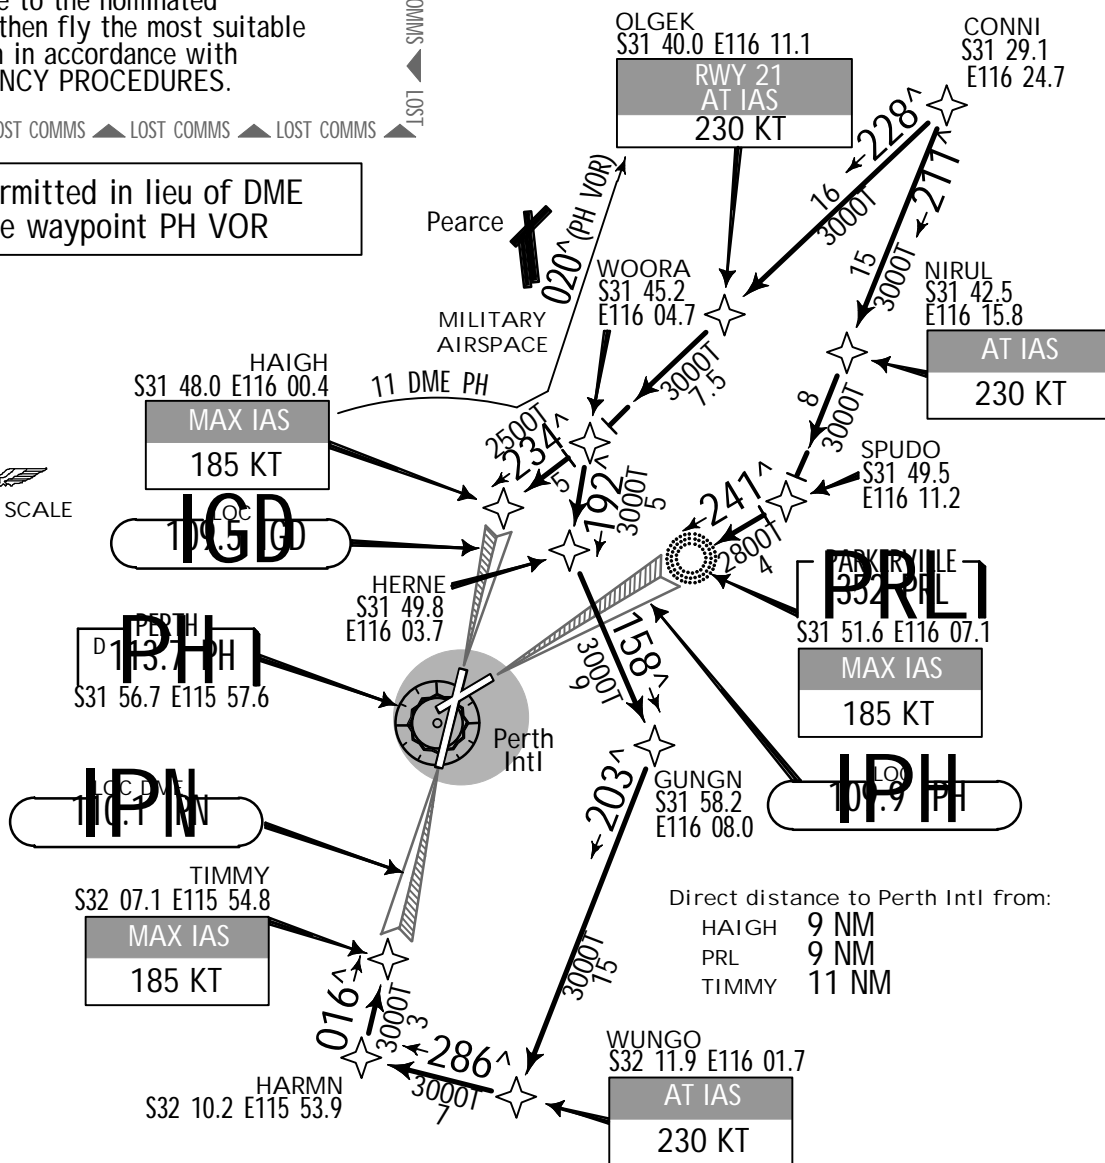 e to the nominated
then fly the most suitable
n in accordance with
NCY PROCEDURES.
OST COMMS LOST COMMS LOST COMMS
OMMS LOST
rmitted in lieu of DME
e waypoint PH VOR
OLGEK
S31 40.0 E116 11.1
RWY 21
AT IAS
230 KT
CONNI
S31 29.1
E116 24.7
228^
16
3000T
211^
15
3000T
Pearce
020^ (PH VOR)
WOORA
S31 45.2
E116 04.7
NIRUL
S31 42.5
E116 15.8
AT IAS
230 KT
MILITARY
AIRSPACE
11 DME PH
HAIGH
S31 48.0 E116 00.4
MAX IAS
185 KT
3000T
7.5
8
3000T
2500T
234^
5
192^
3000T
5
SPUDO
S31 49.5
E116 11.2
241^
2800T
4
SCALE
LOC
109.5 IGD
IGD
HERNE
S31 49.8
E116 03.7
PARKERVILLE
352 PRL
PRL
S31 51.6 E116 07.1
MAX IAS
185 KT
PERTH
D 113.7 PH
PH
S31 56.7 E115 57.6
158^
3000T
9
Perth
Intl
GUNGN
S31 58.2
E116 08.0
LOC
109.9 IPH
IPH
LOC DME
110.1 IPN
IPN
203^
3000T
15
TIMMY
S32 07.1 E115 54.8
MAX IAS
185 KT
Direct distance to Perth Intl from:
HAIGH 9 NM
PRL 9 NM
TIMMY 11 NM
016^
3000T
3
286^
3000T
7
HARMN
S32 10.2 E115 53.9
WUNGO
S32 11.9 E116 01.7
AT IAS
230 KT